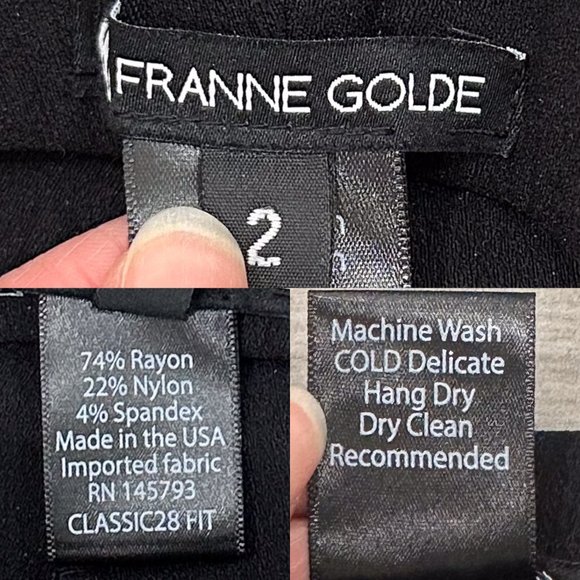 FRANNE GOLDE
2
74% Rayon
22% Nylon
4% Spandex
Made in the USA
Imported fabric
RN 145793
CLASSIC28 FIT
Machine Wash
COLD Delicate
Hang Dry
Dry Clean
Recommended